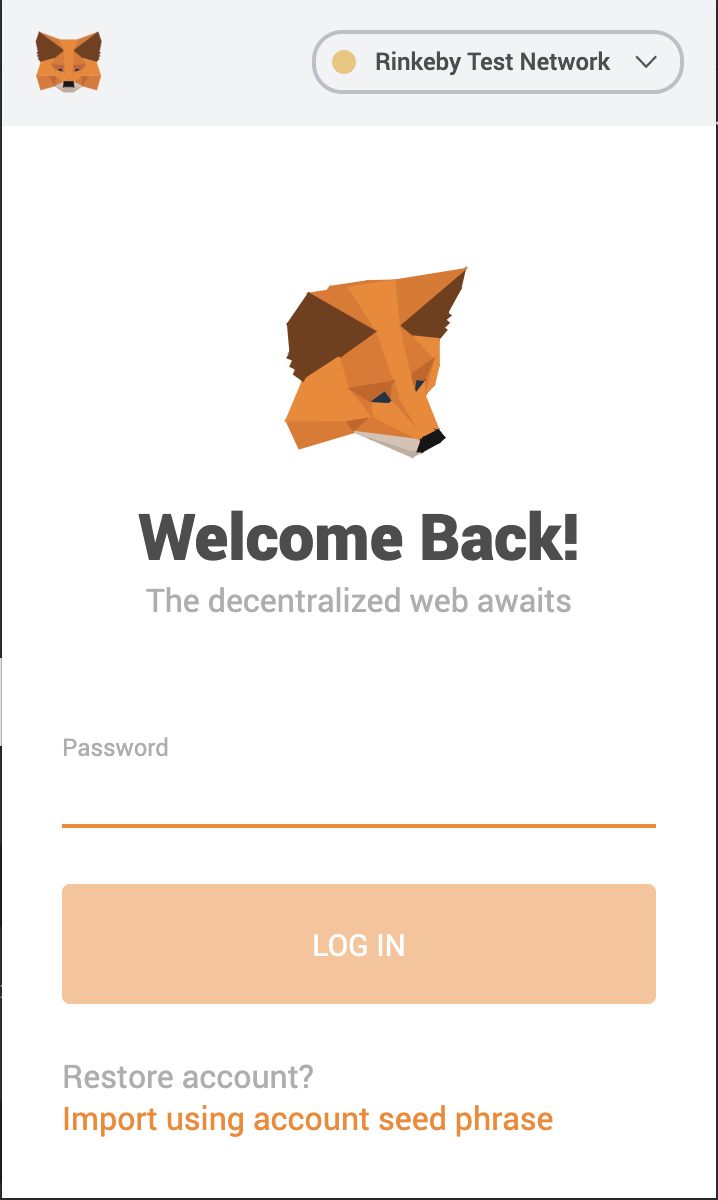 Rinkeby Test Network
Welcome Back!
The decentralized web awaits
Password
LOG IN
Restore account?
Import using account seed phrase